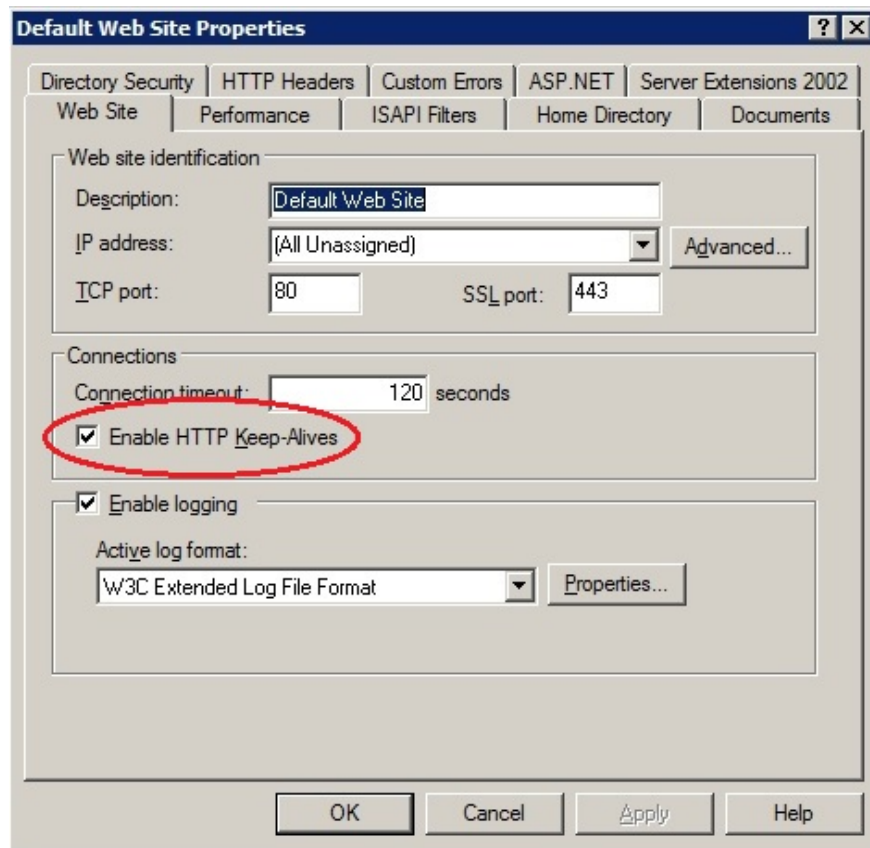 Default Web Site Properties
Directory Security HTTP Headers Custom Errors ASP.NET Server Extensions 2002
Web Site Performance ISAPI Filters Home Directory Documents
Web site identification
Description: Default Web Site
IP address: (All Unassigned) Advanced...
TCP port: 80 SSL port: 443
Connections
Connection timeout: 120 seconds
Enable HTTP Keep-Alives
Enable logging
Active log format:
W3C Extended Log File Format Properties...
OK Cancel Apply Help